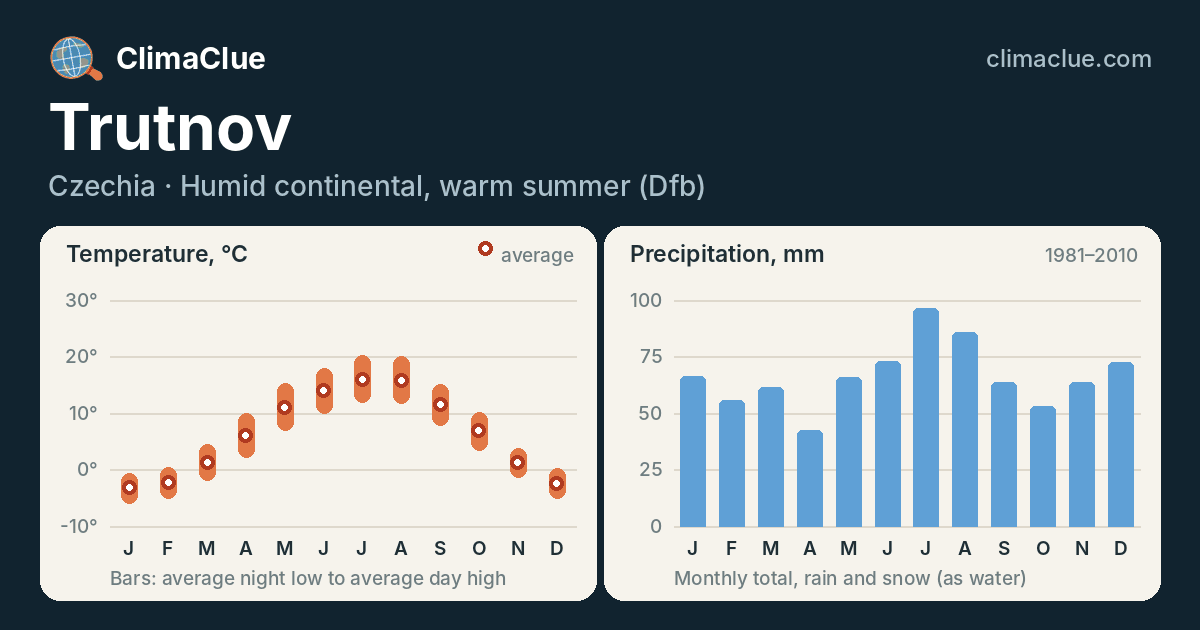 ClimaClue
climaclue.com
Trutnov
Czechia · Humid continental, warm summer (Dfb)
Temperature, °C
average
30°
20°
10°
0°
-10°
J F M A M J J A S O N D
Bars: average night low to average day high
Precipitation, mm
1981–2010
100
75
50
25
0
J F M A M J J A S O N D
Monthly total, rain and snow (as water)